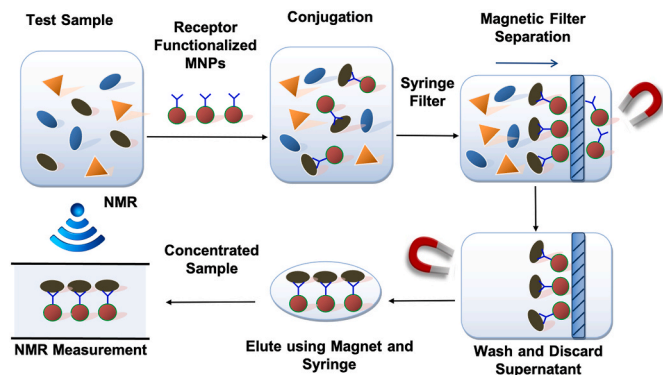 Test Sample
Receptor
Functionalized
MNPs
Conjugation
Syringe
Filter
Magnetic Filter
Separation
NMR
NMR Measurement
Concentrated
Sample
Elute using Magnet and
Syringe
Wash and Discard
Supernatant